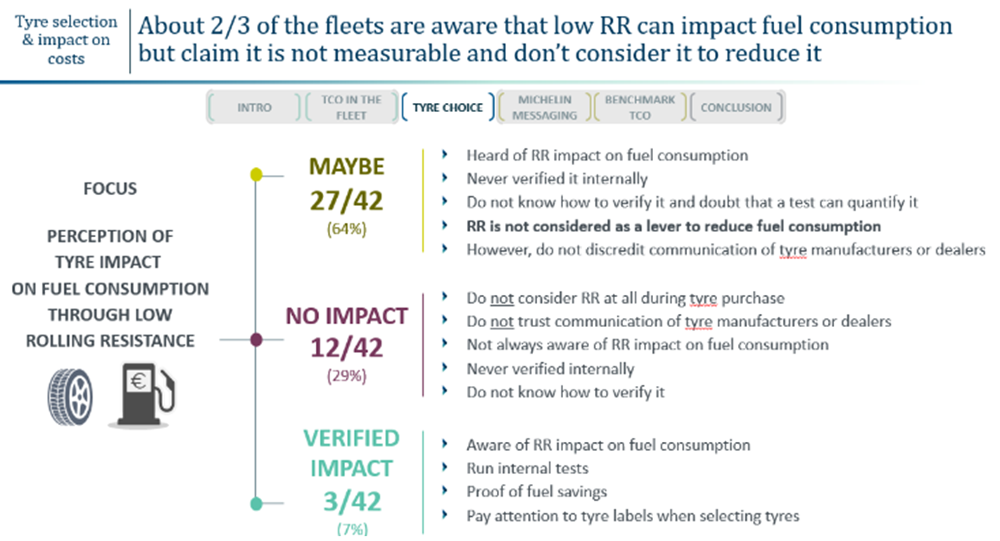 Tyre selection
& impact on
costs
About 2/3 of the fleets are aware that low RR can impact fuel consumption
but claim it is not measurable and don’t consider it to reduce it
INTRO
TCO IN THE
FLEET
TYRE CHOICE
MICHELIN
MESSAGING
BENCHMARK
TCO
CONCLUSION
FOCUS
PERCEPTION OF
TYRE IMPACT
ON FUEL CONSUMPTION
THROUGH LOW
ROLLING RESISTANCE
€
MAYBE
27/42
(64%)
Heard of RR impact on fuel consumption
Never verified it internally
Do not know how to verify it and doubt that a test can quantify it
RR is not considered as a lever to reduce fuel consumption
However, do not discredit communication of tyre manufacturers or dealers
NO IMPACT
12/42
(29%)
Do not consider RR at all during tyre purchase
Do not trust communication of tyre manufacturers or dealers
Not always aware of RR impact on fuel consumption
Never verified internally
Do not know how to verify it
VERIFIED
IMPACT
3/42
(7%)
Aware of RR impact on fuel consumption
Run internal tests
Proof of fuel savings
Pay attention to tyre labels when selecting tyres